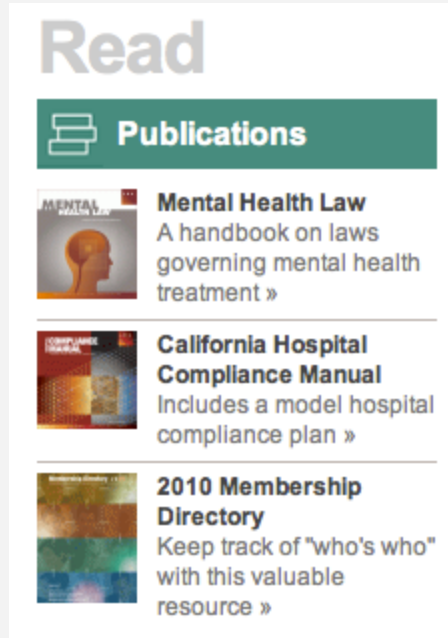 Read
Publications
MENTAL
HEALTH LAW
Mental Health Law
A handbook on laws
governing mental health
treatment »
COMPLIANCE
MANUAL
California Hospital
Compliance Manual
Includes a model hospital
compliance plan »
Membership Directory
2010 Membership
Directory
Keep track of "who's who"
with this valuable
resource »